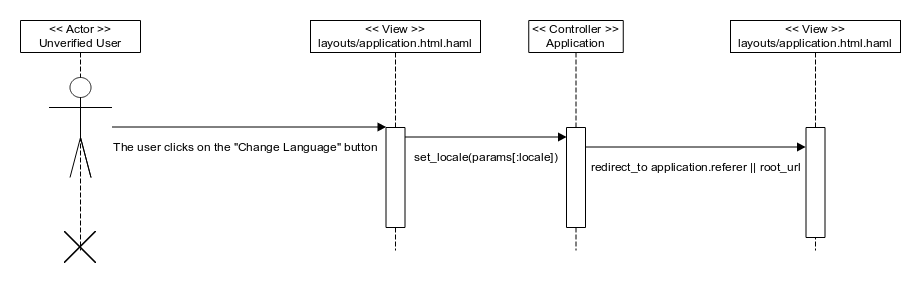 << Actor >>
Unverified User
<< View >>
layouts/application.html.haml
<< Controller >>
Application
<< View >>
layouts/application.html.haml
The user clicks on the "Change Language" button
set_locale(params[:locale])
redirect_to application.referer || root_url